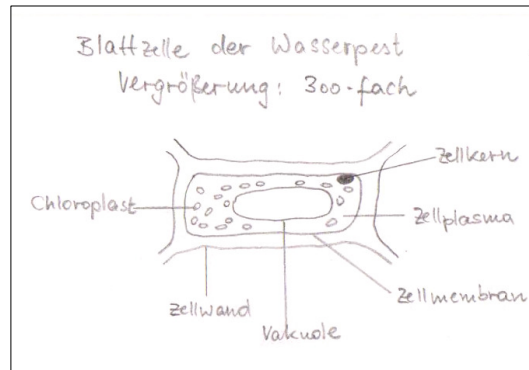 Blattzelle der Wasserpest
Vergrößerung: 300-fach
Zellkern
Chloroplast
Zellplasma
Zellmembran
Zellwand
Vakuole